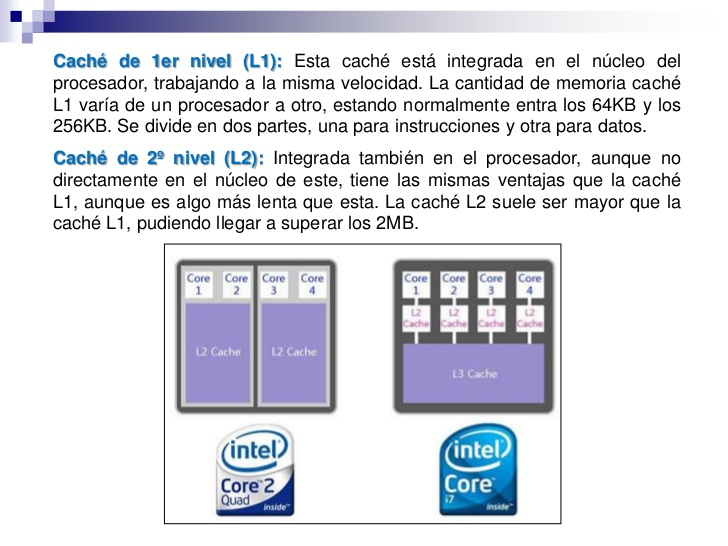 Caché de 1er nivel (L1): Esta caché está integrada en el núcleo del
procesador, trabajando a la misma velocidad. La cantidad de memoria caché
L1 varía de un procesador a otro, estando normalmente entra los 64KB y los
256KB. Se divide en dos partes, una para instrucciones y otra para datos.
Caché de 2º nivel (L2): Integrada también en el procesador, aunque no
directamente en el núcleo de este, tiene las mismas ventajas que la caché
L1, aunque es algo más lenta que esta. La caché L2 suele ser mayor que la
caché L1, pudiendo llegar a superar los 2MB.
Core 1
Core 2
Core 3
Core 4
L2 Cache
L2 Cache
Core 1
Core 2
Core 3
Core 4
L2 Cache
L2 Cache
L2 Cache
L2 Cache
L3 Cache
intel
Core™2
Quad
inside™
intel
Core™
i7
inside™